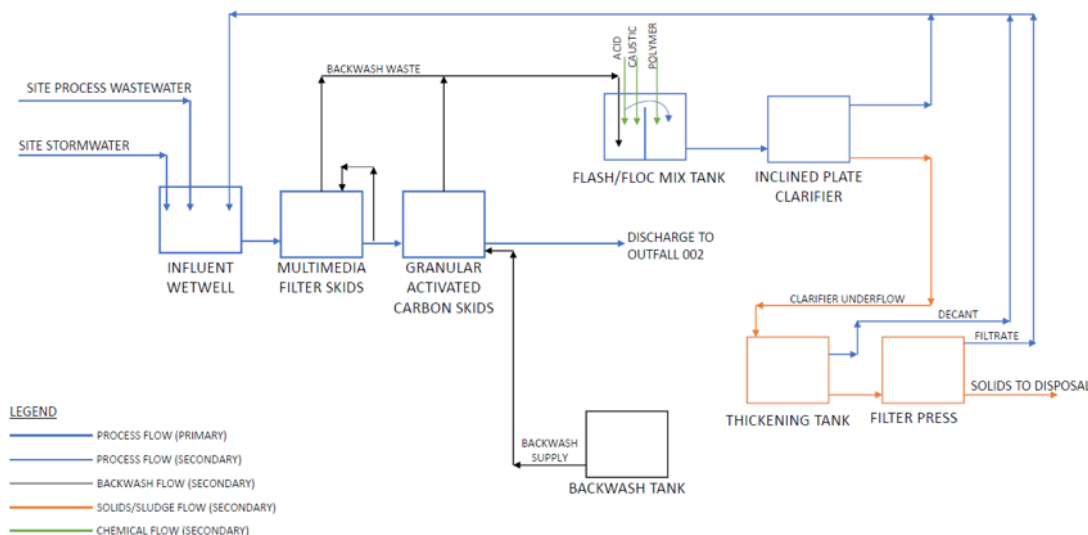 ACID
CAUSTIC
POLYMER
BACKWASH WASTE
SITE PROCESS WASTEWATER
SITE STORMWATER
FLASH/FLOC MIX TANK
INCLINED PLATE
CLARIFIER
DISCHARGE TO
OUTFALL 002
INFLUENT
WETWELL
MULTIMEDIA
FILTER SKIDS
GRANULAR
ACTIVATED
CARBON SKIDS
CLARIFIER UNDERFLOW
DECANT
FILTRATE
SOLIDS TO DISPOSAL
THICKENING TANK
FILTER PRESS
BACKWASH
SUPPLY
BACKWASH TANK
LEGEND
PROCESS FLOW (PRIMARY)
PROCESS FLOW (SECONDARY)
BACKWASH FLOW (SECONDARY)
SOLIDS/SLUDGE FLOW (SECONDARY)
CHEMICAL FLOW (SECONDARY)